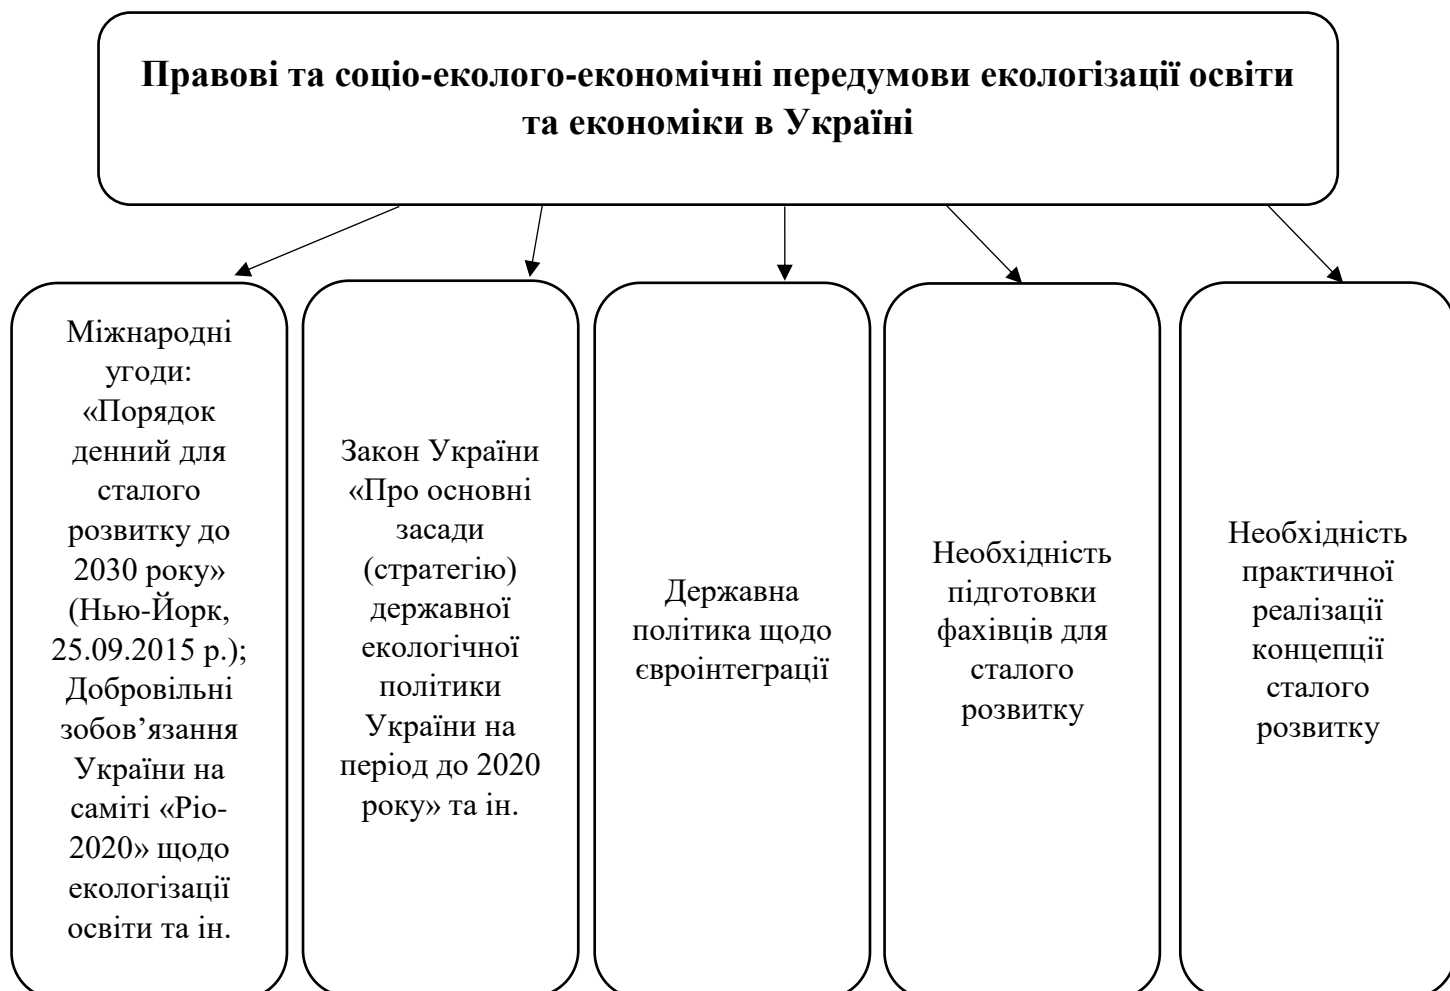 Правові та соціо-еколого-економічні передумови екологізації освіти
та економіки в Україні
Міжнародні
угоди:
«Порядок
денний для
сталого
розвитку до
2030 року»
(Нью-Йорк,
25.09.2015 р.);
Добровільні
зобов’язання
України на
саміті «Ріо-
2020» щодо
екологізації
освіти та ін.
Закон України
«Про основні
засади
(стратегію)
державної
екологічної
політики
України на
період до 2020
року» та ін.
Державна
політика щодо
євроінтеграції
Необхідність
підготовки
фахівців для
сталого
розвитку
Необхідність
практичної
реалізації
концепції
сталого
розвитку